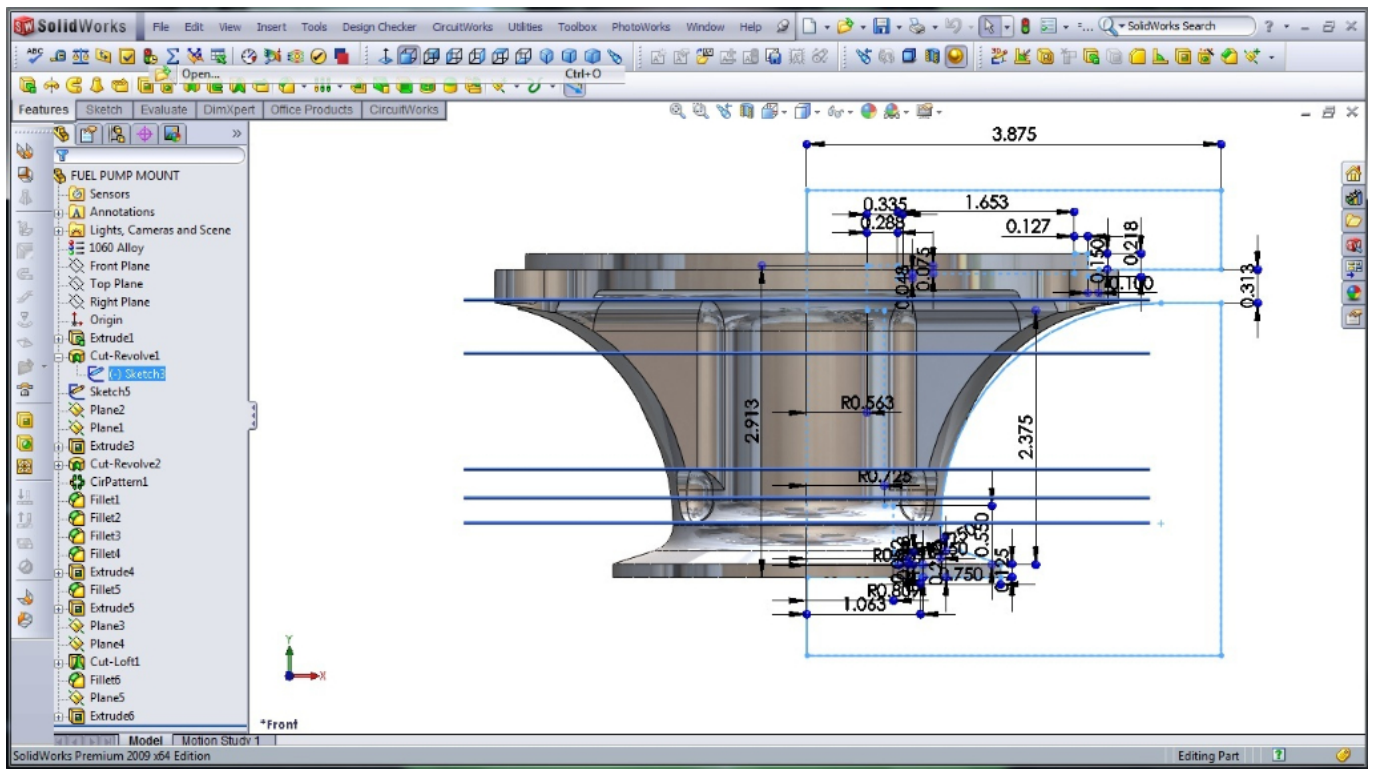 SolidWorks File Edit View Insert Tools Design Checker CircuitWorks Utilities Toolbox PhotoWorks Window Help SolidWorks Search
Open... Ctrl+O
Features Sketch Evaluate DimXpert Office Products CircuitWorks
FUEL PUMP MOUNT
Sensors
Annotations
Lights, Cameras and Scene
1060 Alloy
Front Plane
Top Plane
Right Plane
Origin
Extrude1
Cut-Revolve1
(-) Sketch3
Sketch5
Plane2
Plane1
Extrude3
Cut-Revolve2
CirPattern1
Fillet1
Fillet2
Fillet3
Fillet4
Extrude4
Fillet5
Extrude5
Plane3
Plane4
Cut-Loft1
Fillet6
Plane5
Extrude6
3.875
0.335
1.653
0.288
0.127
0.218
0.150
0.075
0.048
0.100
0.313
R0.563
2.913
2.375
R0.725
0.550
0.750
0.125
R0.807
1.063
Y
X
*Front
Model Motion Study 1
SolidWorks Premium 2009 x64 Edition Editing Part